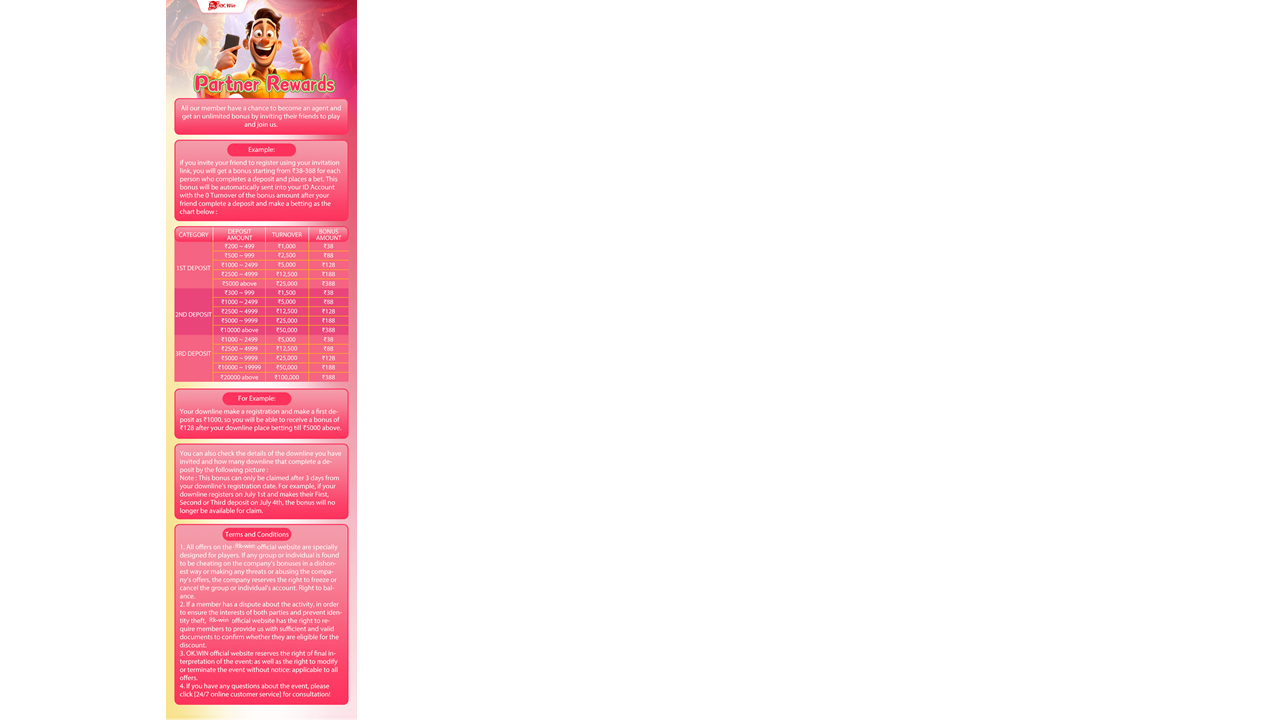 OK.Win
Partner Rewards
All our member have a chance to become an agent and
get an unlimited bonus by inviting their friends to play
and join us.
Example:
if you invite your friend to register using your invitation
link, you will get a bonus starting from ₹38-388 for each
person who completes a deposit and places a bet. This
bonus will be automatically sent into your ID Account
with the 0 Turnover of the bonus amount after your
friend complete a deposit and make a betting as the
chart below :
CATEGORY DEPOSIT AMOUNT TURNOVER BONUS AMOUNT
1ST DEPOSIT
₹200 ~ 499 ₹1,000 ₹38
₹500 ~ 999 ₹2,500 ₹88
₹1000 ~ 2499 ₹5,000 ₹128
₹2500 ~ 4999 ₹12,500 ₹188
₹5000 above ₹25,000 ₹388
2ND DEPOSIT
₹300 ~ 999 ₹1,500 ₹38
₹1000 ~ 2499 ₹5,000 ₹88
₹2500 ~ 4999 ₹12,500 ₹128
₹5000 ~ 9999 ₹25,000 ₹188
₹10000 above ₹50,000 ₹388
3RD DEPOSIT
₹1000 ~ 2499 ₹5,000 ₹38
₹2500 ~ 4999 ₹12,500 ₹88
₹5000 ~ 9999 ₹25,000 ₹128
₹10000 ~ 19999 ₹50,000 ₹188
₹20000 above ₹100,000 ₹388
For Example:
Your downline make a registration and make a first de-
posit as ₹1000, so you will be able to receive a bonus of
₹128 after your downline place betting till ₹5000 above.
You can also check the details of the downline you have
invited and how many downline that complete a de-
posit by the following picture :
Note : This bonus can only be claimed after 3 days from
your downline's registration date. For example, if your
downline registers on July 1st and makes their First,
Second or Third deposit on July 4th, the bonus will no
longer be available for claim.
Terms and Conditions
1. All offers on the official website are specially
designed for players. If any group or individual is found
to be cheating on the company's bonuses in a dishon-
est way or making any threats or abusing the compa-
ny's offers, the company reserves the right to freeze or
cancel the group or individual's account. Right to bal-
ance.
2. If a member has a dispute about the activity, in order
to ensure the interests of both parties and prevent iden-
tity theft, official website has the right to re-
quire members to provide us with sufficient and valid
documents to confirm whether they are eligible for the
discount.
3. OK.WIN official website reserves the right of final in-
terpretation of the event: as well as the right to modify
or terminate the event without notice: applicable to all
offers.
4. If you have any questions about the event, please
click [24/7 online customer service] for consultation!